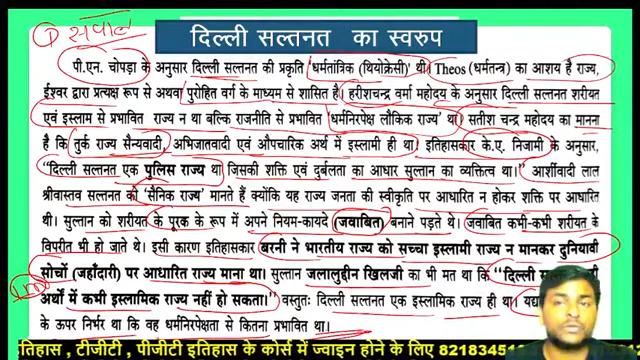 ① सवाल
दिल्ली सल्तनत का स्वरुप
पी.एन. चोपड़ा के अनुसार दिल्ली सल्तनत की प्रकृति धर्मतांत्रिक (थियोक्रेसी) थी। Theos (धर्मतन्त्र) का आशय है राज्य,
ईश्वर द्वारा प्रत्यक्ष रूप से अथवा पुरोहित वर्ग के माध्यम से शासित है। हरीशचन्द्र वर्मा महोदय के अनुसार दिल्ली सल्तनत शरीयत
एवं इस्लाम से प्रभावित राज्य न था बल्कि राजनीति से प्रभावित धर्मनिरपेक्ष लौकिक राज्य था। सतीश चन्द्र महोदय का मानना
है कि तुर्क राज्य सैन्यवादी, अभिजातवादी एवं औपचारिक अर्थ में इस्लामी ही था। इतिहासकार के.ए. निजामी के अनुसार,
"दिल्ली सल्तनत एक पुलिस राज्य था जिसकी शक्ति एवं दुर्बलता का आधार सुल्तान का व्यक्तित्व था।" आर्शीवादी लाल
श्रीवास्तव सल्तनत को 'सैनिक राज्य' मानते हैं क्योंकि यह राज्य जनता की स्वीकृति पर आधारित न होकर शक्ति पर आधारित
थी। सुल्तान को शरीयत के पूरक के रूप में अपने नियम-कायदे (जवाबित) बनाने पड़ते थे। जवाबित कभी-कभी शरीयत के
विपरीत भी हो जाते थे। इसी कारण इतिहासकार बरनी ने भारतीय राज्य को सच्चा इस्लामी राज्य न मानकर दुनियावी
सोचों (जहाँदारी) पर आधारित राज्य माना था। सुल्तान जलालुद्दीन खिलजी का भी मत था कि "दिल्ली
अर्थों में कभी इस्लामिक राज्य नहीं हो सकता।" वस्तुतः दिल्ली सल्तनत एक इस्लामिक राज्य ही था।
के ऊपर निर्भर था कि वह धर्मनिरपेक्षता से कितना प्रभावित था।
इतिहास , टीजीटी , पीजीटी इतिहास के कोर्स में ज्वाइन होने के लिए 82183451